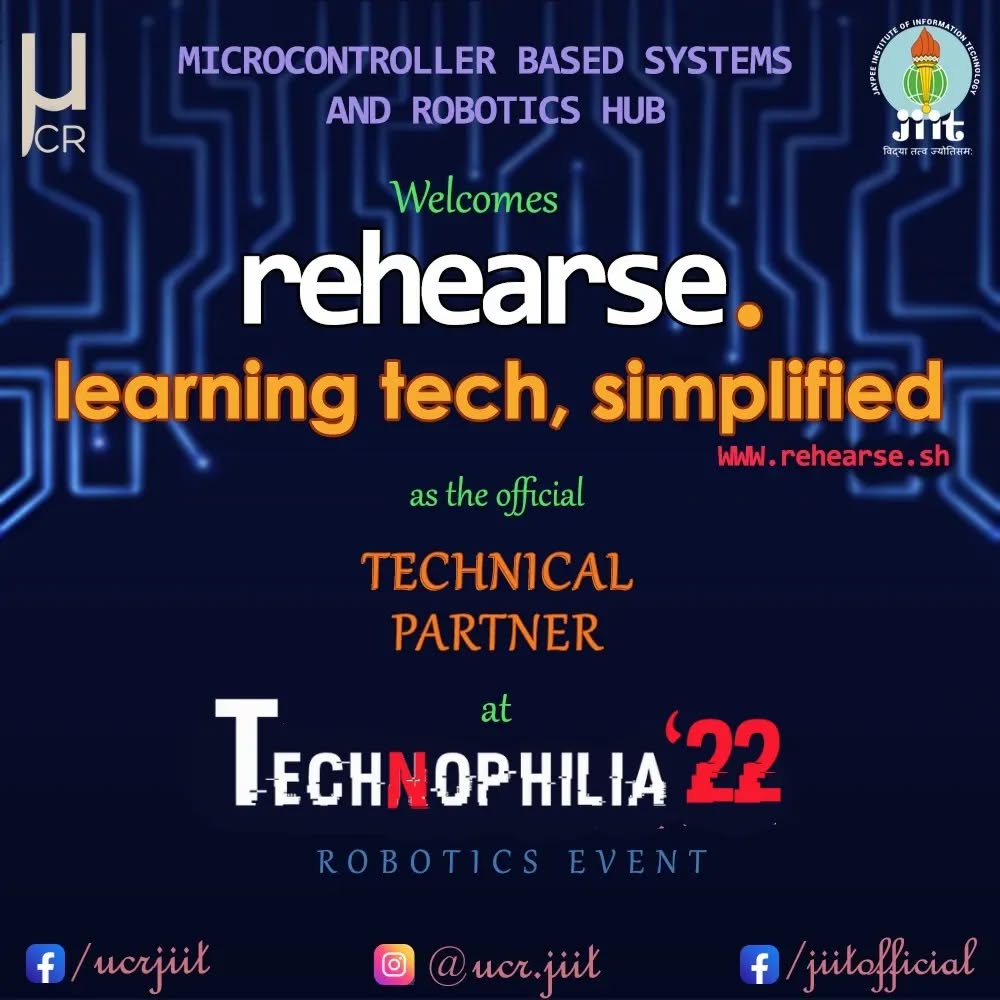 µCR
MICROCONTROLLER BASED SYSTEMS
AND ROBOTICS HUB
JAYPEE INSTITUTE OF INFORMATION TECHNOLOGY
jiit
विद्या तत्व ज्योतिसमः
Welcomes
rehearse.
learning tech, simplified
WWW.rehearse.sh
as the official
TECHNICAL
PARTNER
at
TECHNOPHILIA ‘22
ROBOTICS EVENT
/ucrjiit
@ucr.jiit
/jiitofficial